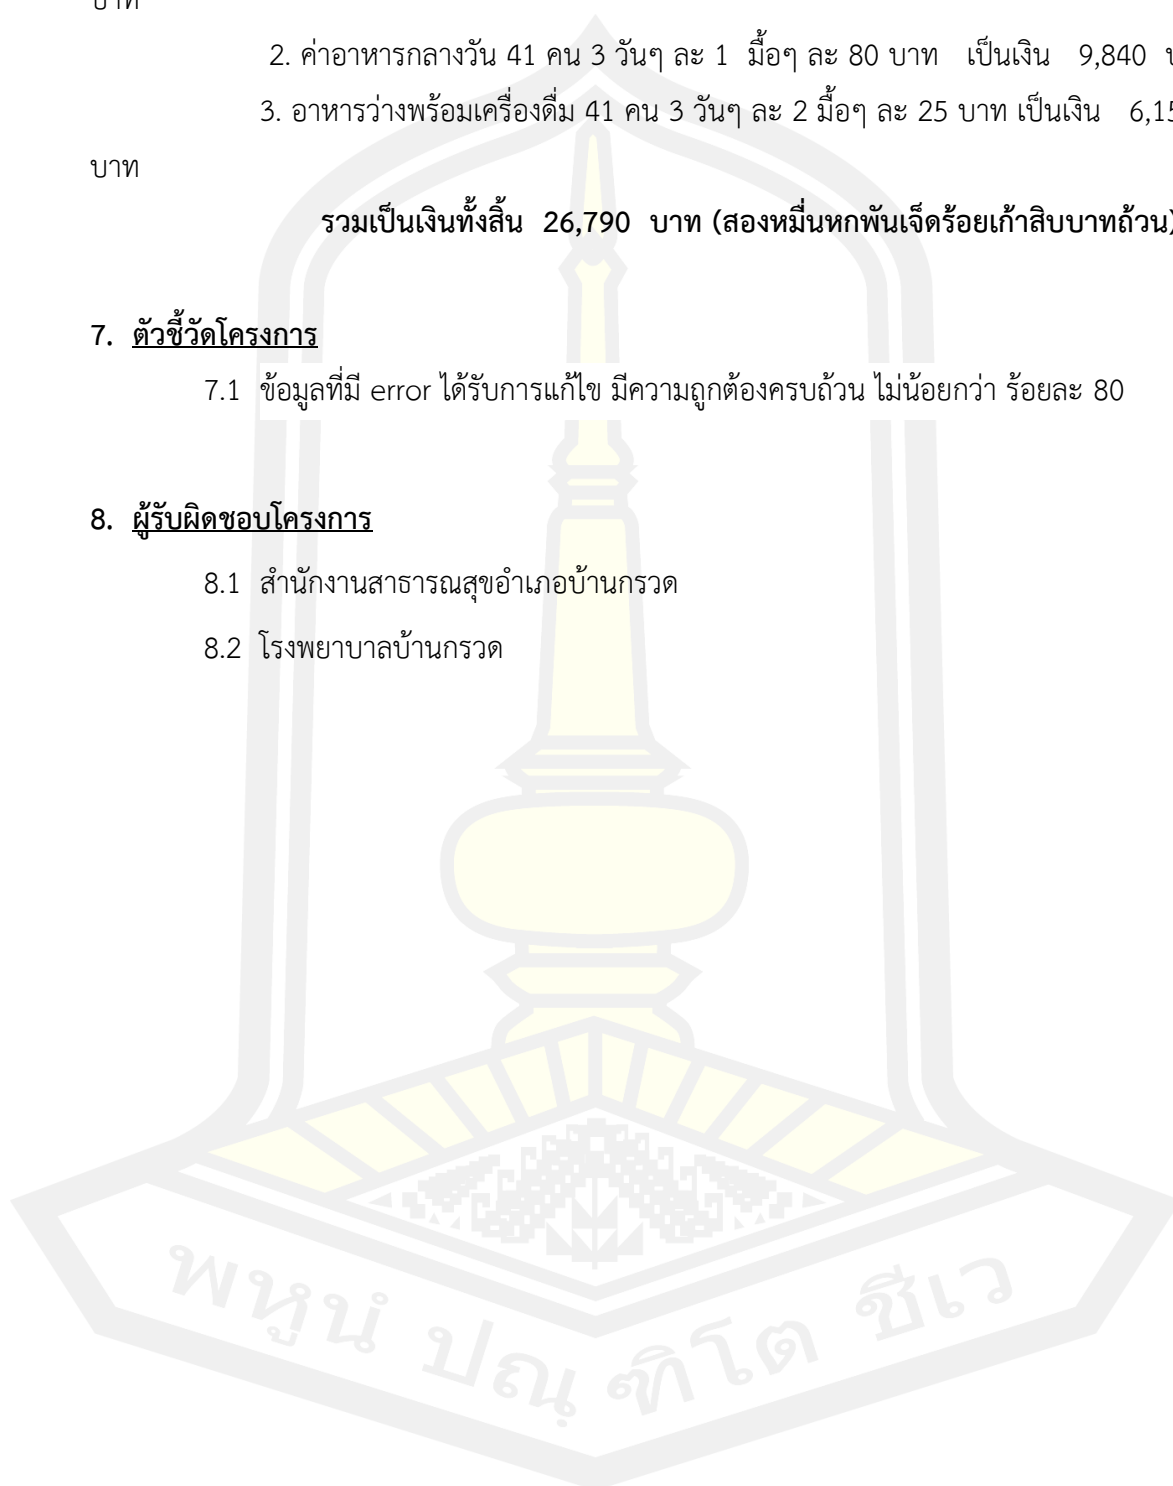 บาท
2. ค่าอาหารกลางวัน 41 คน 3 วันๆ ละ 1 มื้อๆ ละ 80 บาท เป็นเงิน 9,840
3. อาหารว่างพร้อมเครื่องดื่ม 41 คน 3 วันๆ ละ 2 มื้อๆ ละ 25 บาท เป็นเงิน
บาท
รวมเป็นเงินทั้งสิ้น 26,790 บาท (สองหมื่นหกพันเจ็ดร้อยเก้าสิบบาทถ้วน)
7. ตัวชี้วัดโครงการ
7.1 ข้อมูลที่มี error ได้รับการแก้ไข มีความถูกต้องครบถ้วน ไม่น้อยกว่า ร้อยละ 80
8. ผู้รับผิดชอบโครงการ
8.1 สำนักงานสาธารณสุขอำเภอบ้านกรวด
8.2 โรงพยาบาลบ้านกรวด
พหูนํ ปณฺ ฑิโต ชีเว